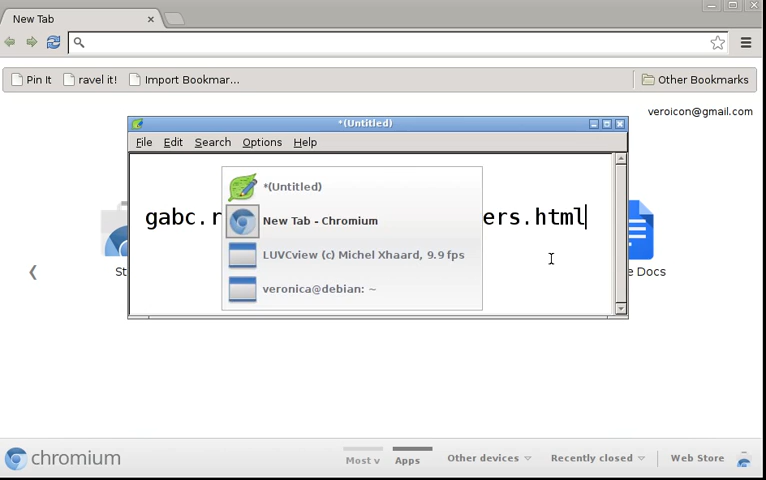 New Tab
Pin It
ravel it!
Import Bookmar...
Other Bookmarks
veroicon@gmail.com
*(Untitled)
File Edit Search Options Help
*(Untitled)
New Tab - Chromium
LUVCview (c) Michel Xhaard, 9.9 fps
veronica@debian: ~
gabc.r ers.html
St
e Docs
chromium
Most v
Apps
Other devices
Recently closed
Web Store